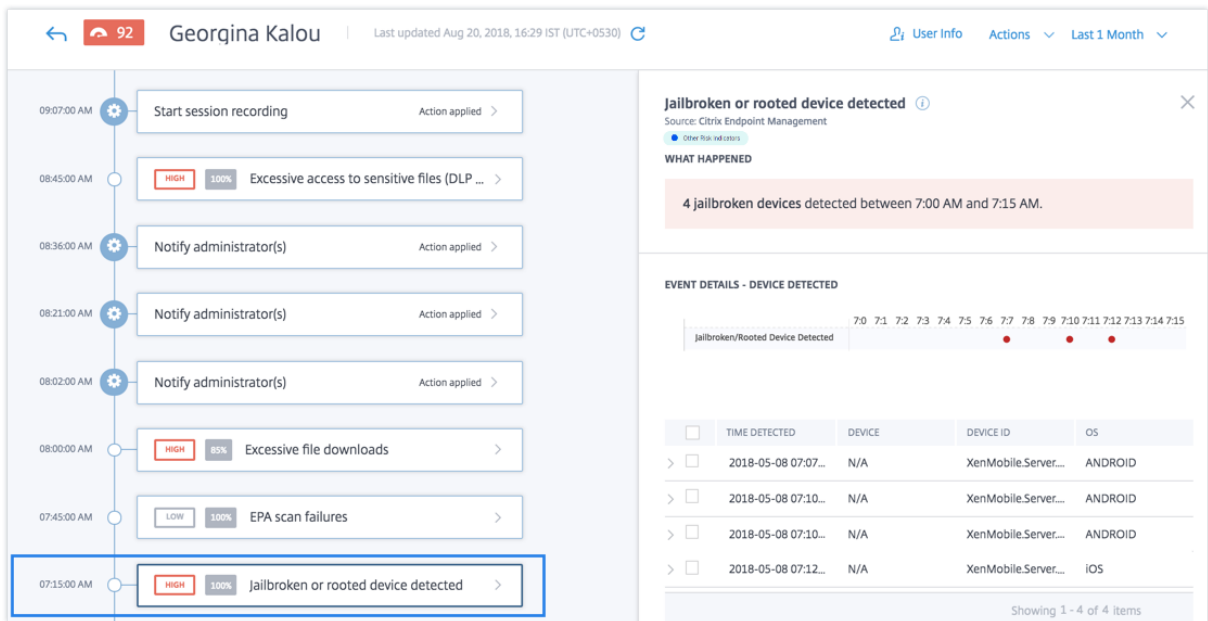 92 Georgina Kalou Last updated Aug 20, 2018, 16:29 IST (UTC+0530) User Info Actions Last 1 Month
09:07:00 AM Start session recording Action applied
08:45:00 AM HIGH 100% Excessive access to sensitive files (DLP ...
08:36:00 AM Notify administrator(s) Action applied
08:21:00 AM Notify administrator(s) Action applied
08:02:00 AM Notify administrator(s) Action applied
08:00:00 AM HIGH 85% Excessive file downloads
07:45:00 AM LOW 100% EPA scan failures
07:15:00 AM HIGH 100% Jailbroken or rooted device detected
Jailbroken or rooted device detected
Source: Citrix Endpoint Management
Other Risk Indicators
WHAT HAPPENED
4 jailbroken devices detected between 7:00 AM and 7:15 AM.
EVENT DETAILS - DEVICE DETECTED
7:0 7:1 7:2 7:3 7:4 7:5 7:6 7:7 7:8 7:9 7:10 7:11 7:12 7:13 7:14 7:15
Jailbroken/Rooted Device Detected
TIME DETECTED DEVICE DEVICE ID OS
2018-05-08 07:07... N/A XenMobile.Server.... ANDROID
2018-05-08 07:10... N/A XenMobile.Server.... ANDROID
2018-05-08 07:10... N/A XenMobile.Server.... ANDROID
2018-05-08 07:12... N/A XenMobile.Server.... iOS
Showing 1 - 4 of 4 items